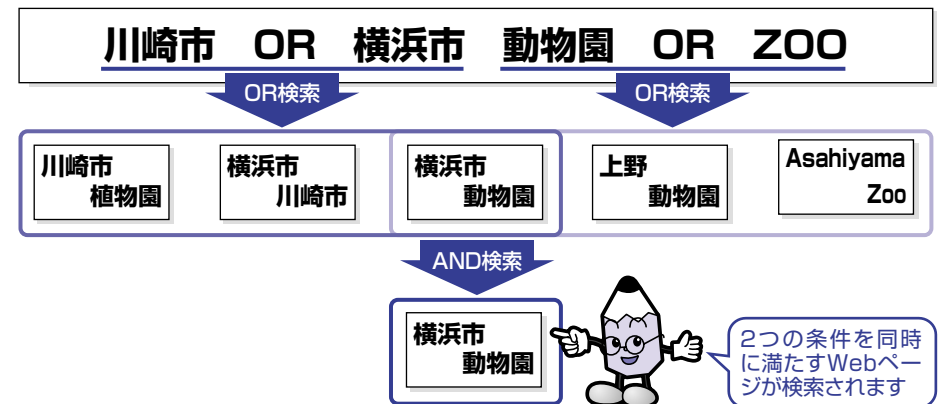 川崎市 OR 横浜市 動物園 OR ZOO
OR検索
OR検索
川崎市
植物園
横浜市
川崎市
横浜市
動物園
上野
動物園
Asahiyama
Zoo
AND検索
横浜市
動物園
2つの条件を同時
に満たすWebペー
ジが検索されます